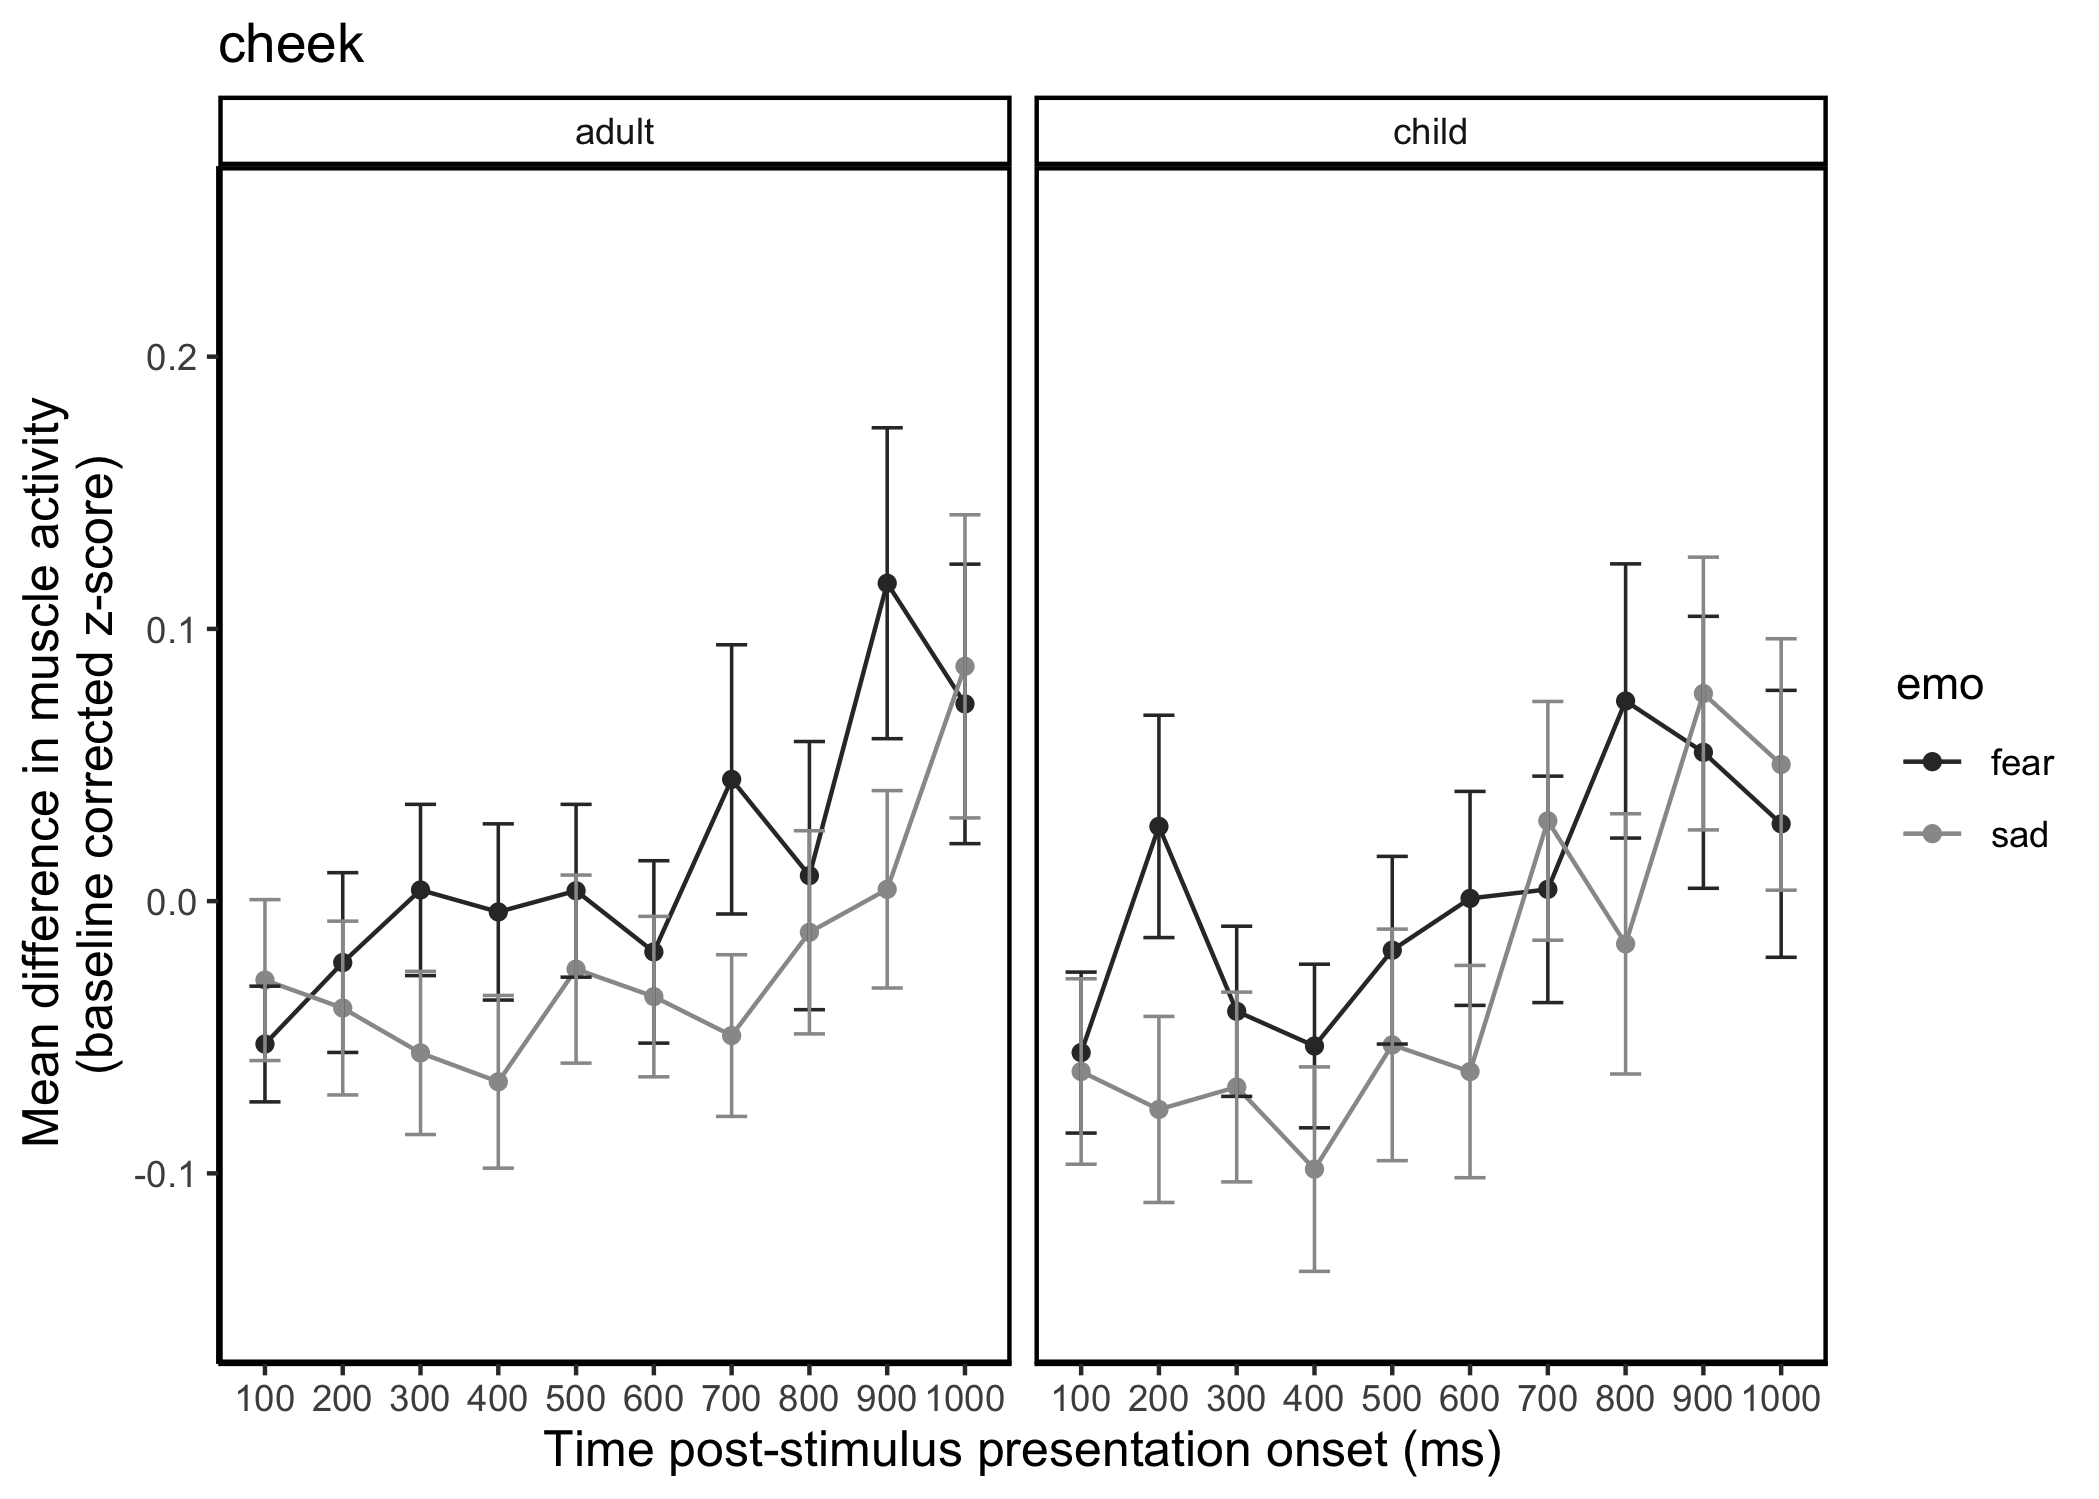 cheek
adult
child
Mean difference in muscle activity
(baseline corrected z-score)
0.2
0.1
0.0
-0.1
100 200 300 400 500 600 700 800 900 1000
100 200 300 400 500 600 700 800 900 1000
Time post-stimulus presentation onset (ms)
emo
fear
sad